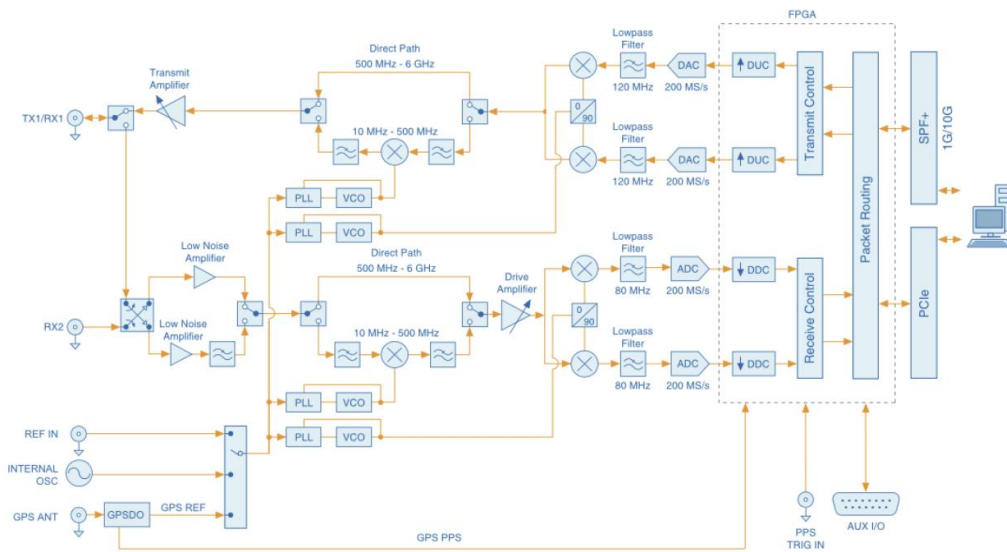 FPGA
Direct Path
500 MHz - 6 GHz
Lowpass
Filter
Transmit
Amplifier
120 MHz
DAC
200 MS/s
DUC
TX1/RX1
10 MHz - 500 MHz
0
90
Transmit Control
Packet Routing
SPF+
1G/10G
Lowpass
Filter
120 MHz
DAC
200 MS/s
DUC
PLL
VCO
PLL
VCO
Low Noise
Amplifier
Direct Path
500 MHz - 6 GHz
Drive
Amplifier
Lowpass
Filter
80 MHz
ADC
200 MS/s
DDC
RX2
Low Noise
Amplifier
10 MHz - 500 MHz
0
90
Receive Control
PCIe
Lowpass
Filter
80 MHz
ADC
200 MS/s
DDC
PLL
VCO
PLL
VCO
REF IN
INTERNAL
OSC
GPS ANT
GPSDO
GPS REF
GPS PPS
PPS
TRIG IN
AUX I/O